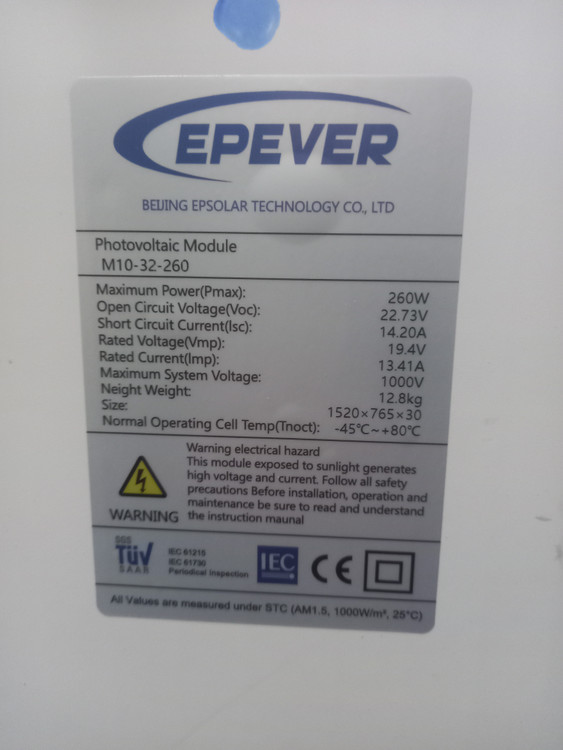 EPEVER
BEIJING EPSOLAR TECHNOLOGY CO., LTD
Photovoltaic Module
M10-32-260
Maximum Power(Pmax): 260W
Open Circuit Voltage(Voc): 22.73V
Short Circuit Current(Isc): 14.20A
Rated Voltage(Vmp): 19.4V
Rated Current(Imp): 13.41A
Maximum System Voltage: 1000V
Neight Weight: 12.8kg
Size: 1520×765×30
Normal Operating Cell Temp(Tnoct): -45℃~+80℃
Warning electrical hazard
This module exposed to sunlight generates
high voltage and current. Follow all safety
precautions Before installation, operation and
maintenance be sure to read and understand
the instruction maunal
WARNING
SGS
TÜV
SAAR
IEC 61215
IEC 61730
Periodical Inspection
IEC
CE
All Values are measured under STC (AM1.5, 1000W/m², 25°C)